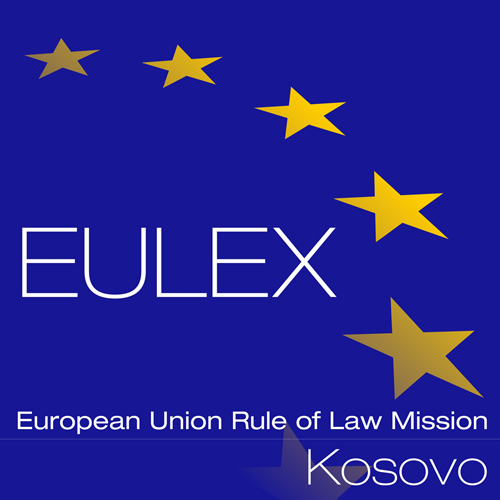 EULEX
European Union Rule of Law Mission
Kosovo